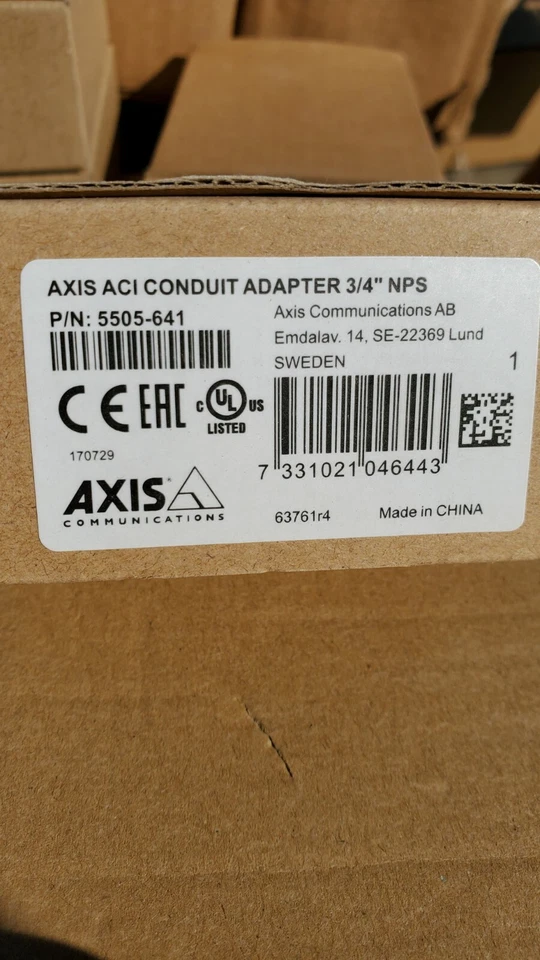 AXIS ACI CONDUIT ADAPTER 3/4" NPS
P/N: 5505-641
Axis Communications AB
Emdalav. 14, SE-22369 Lund
SWEDEN
1
CE EAC C UL US
LISTED
170729
7 331021 046443
AXIS
COMMUNICATIONS
63761r4
Made in CHINA